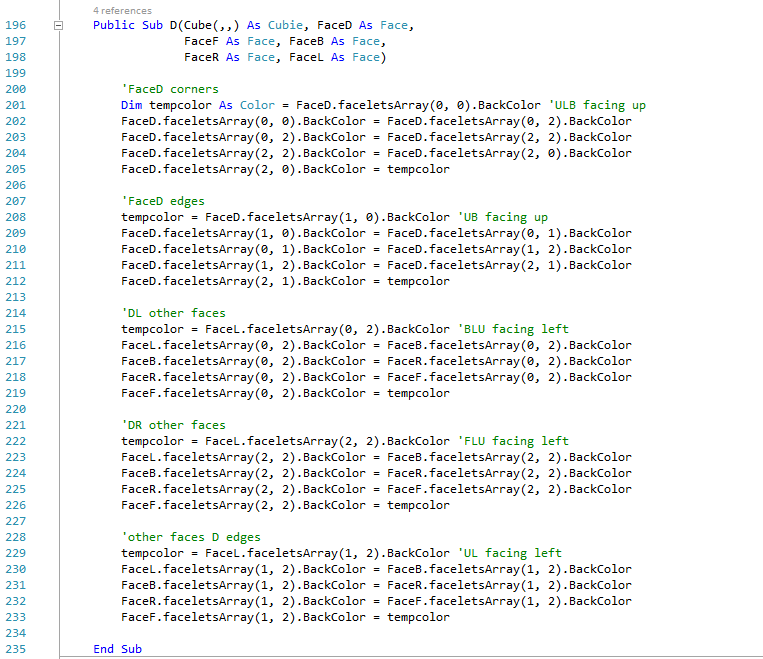 4 references
196 Public Sub D(Cube(,,) As Cubie, FaceD As Face,
197 FaceF As Face, FaceB As Face,
198 FaceR As Face, FaceL As Face)
199
200 'FaceD corners
201 Dim tempcolor As Color = FaceD.faceletsArray(0, 0).BackColor 'ULB facing up
202 FaceD.faceletsArray(0, 0).BackColor = FaceD.faceletsArray(0, 2).BackColor
203 FaceD.faceletsArray(0, 2).BackColor = FaceD.faceletsArray(2, 2).BackColor
204 FaceD.faceletsArray(2, 2).BackColor = FaceD.faceletsArray(2, 0).BackColor
205 FaceD.faceletsArray(2, 0).BackColor = tempcolor
206
207 'FaceD edges
208 tempcolor = FaceD.faceletsArray(1, 0).BackColor 'UB facing up
209 FaceD.faceletsArray(1, 0).BackColor = FaceD.faceletsArray(0, 1).BackColor
210 FaceD.faceletsArray(0, 1).BackColor = FaceD.faceletsArray(1, 2).BackColor
211 FaceD.faceletsArray(1, 2).BackColor = FaceD.faceletsArray(2, 1).BackColor
212 FaceD.faceletsArray(2, 1).BackColor = tempcolor
213
214 'DL other faces
215 tempcolor = FaceL.faceletsArray(0, 2).BackColor 'BLU facing left
216 FaceL.faceletsArray(0, 2).BackColor = FaceB.faceletsArray(0, 2).BackColor
217 FaceB.faceletsArray(0, 2).BackColor = FaceR.faceletsArray(0, 2).BackColor
218 FaceR.faceletsArray(0, 2).BackColor = FaceF.faceletsArray(0, 2).BackColor
219 FaceF.faceletsArray(0, 2).BackColor = tempcolor
220
221 'DR other faces
222 tempcolor = FaceL.faceletsArray(2, 2).BackColor 'FLU facing left
223 FaceL.faceletsArray(2, 2).BackColor = FaceB.faceletsArray(2, 2).BackColor
224 FaceB.faceletsArray(2, 2).BackColor = FaceR.faceletsArray(2, 2).BackColor
225 FaceR.faceletsArray(2, 2).BackColor = FaceF.faceletsArray(2, 2).BackColor
226 FaceF.faceletsArray(2, 2).BackColor = tempcolor
227
228 'other faces D edges
229 tempcolor = FaceL.faceletsArray(1, 2).BackColor 'UL facing left
230 FaceL.faceletsArray(1, 2).BackColor = FaceB.faceletsArray(1, 2).BackColor
231 FaceB.faceletsArray(1, 2).BackColor = FaceR.faceletsArray(1, 2).BackColor
232 FaceR.faceletsArray(1, 2).BackColor = FaceF.faceletsArray(1, 2).BackColor
233 FaceF.faceletsArray(1, 2).BackColor = tempcolor
234
235 End Sub